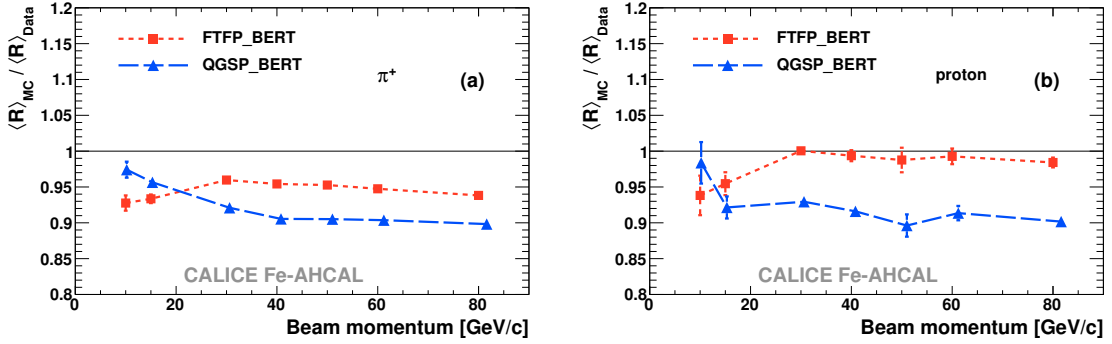 ⟨R⟩MC / ⟨R⟩Data
1.2
1.15
1.1
1.05
1
0.95
0.9
0.85
0.8
FTFP_BERT
QGSP_BERT
π+
(a)
CALICE Fe-AHCAL
0 20 40 60 80
Beam momentum [GeV/c]
⟨R⟩MC / ⟨R⟩Data
1.2
1.15
1.1
1.05
1
0.95
0.9
0.85
0.8
FTFP_BERT
QGSP_BERT
proton
(b)
CALICE Fe-AHCAL
0 20 40 60 80
Beam momentum [GeV/c]